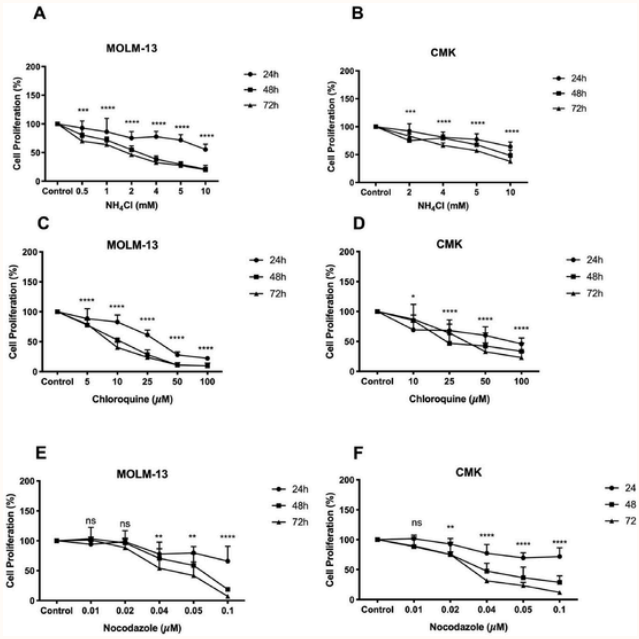 A
MOLM-13
Cell Proliferation (%)
200
150
100
50
0
*** **** **** **** **** ****
Control 0.5 1 2 4 5 10
NH₄Cl (mM)
24h
48h
72h
B
CMK
Cell Proliferation (%)
200
150
100
50
0
*** **** **** ****
Control 2 4 5 10
NH₄Cl (mM)
24h
48h
72h
C
MOLM-13
Cell Proliferation (%)
200
150
100
50
0
**** **** **** **** ****
Control 5 10 25 50 100
Chloroquine (µM)
24h
48h
72h
D
CMK
Cell Proliferation (%)
200
150
100
50
0
* **** **** ****
Control 10 25 50 100
Chloroquine (µM)
24h
48h
72h
E
MOLM-13
Cell Proliferation (%)
200
150
100
50
0
ns ns ** ** ****
Control 0.01 0.02 0.04 0.05 0.1
Nocodazole (µM)
24h
48h
72h
F
CMK
Cell Proliferation (%)
200
150
100
50
0
ns ** **** **** ****
Control 0.01 0.02 0.04 0.05 0.1
Nocodazole (µM)
24
48
72